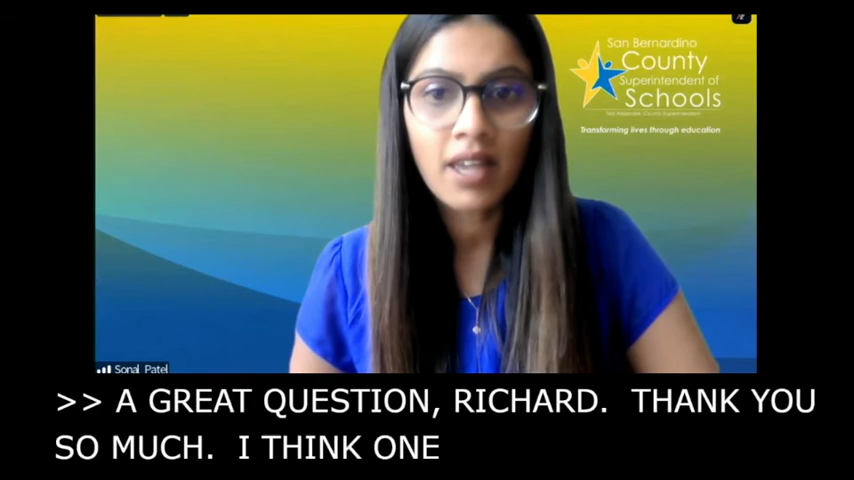 San Bernardino
County
Superintendent of
Schools
Transforming lives through education
Sonal Patel
>> A GREAT QUESTION, RICHARD. THANK YOU
SO MUCH. I THINK ONE